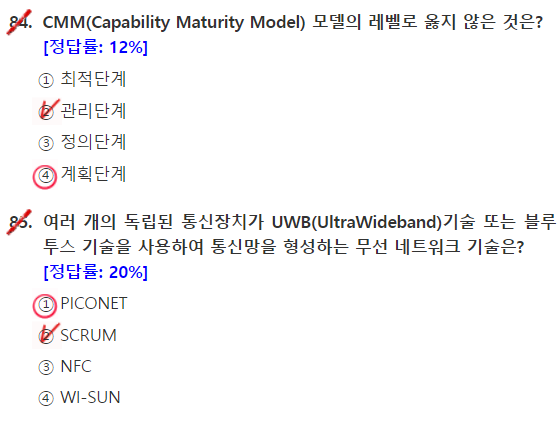 84. CMM(Capability Maturity Model) 모델의 레벨로 옳지 않은 것은?
[정답률: 12%]
① 최적단계
② 관리단계
③ 정의단계
④ 계획단계
85. 여러 개의 독립된 통신장치가 UWB(UltraWideband)기술 또는 블루
투스 기술을 사용하여 통신망을 형성하는 무선 네트워크 기술은?
[정답률: 20%]
① PICONET
② SCRUM
③ NFC
④ WI-SUN